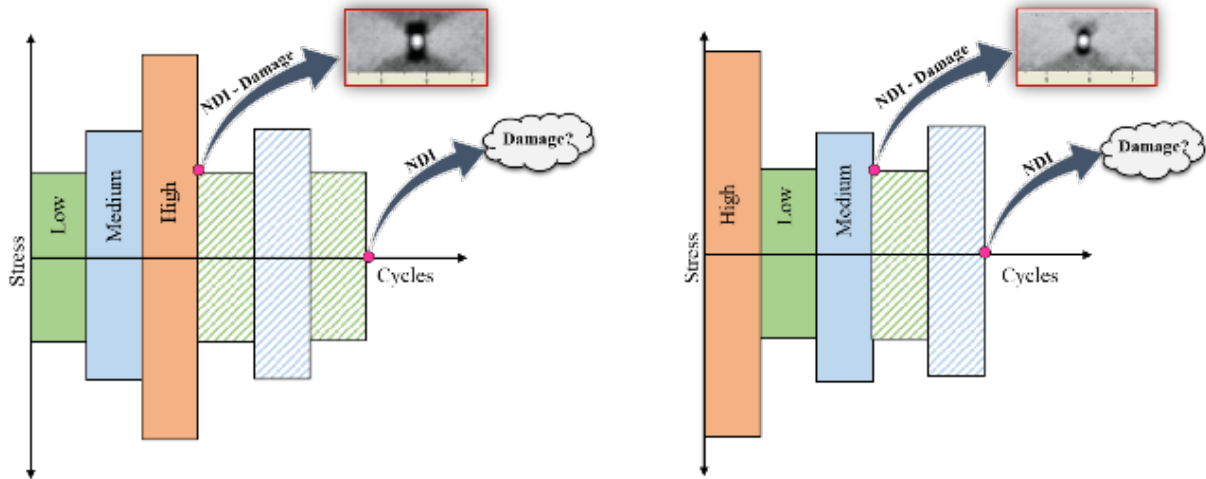 NDI - Damage
NDI
Damage?
Low
Medium
High
Stress
Cycles
NDI - Damage
NDI
Damage?
High
Low
Medium
Stress
Cycles